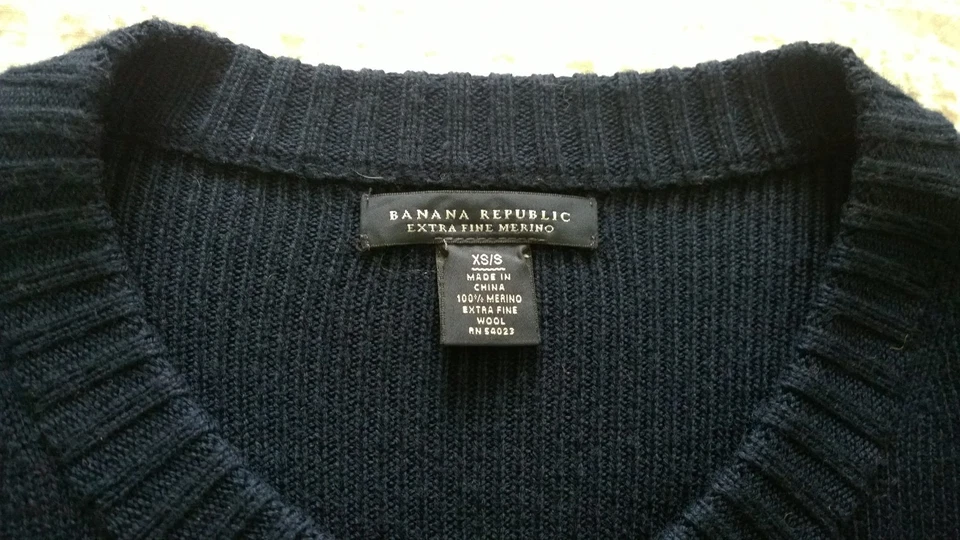 BANANA REPUBLIC
EXTRA FINE MERINO
XS/S
MADE IN
CHINA
100% MERINO
EXTRA FINE
WOOL
RN 54023